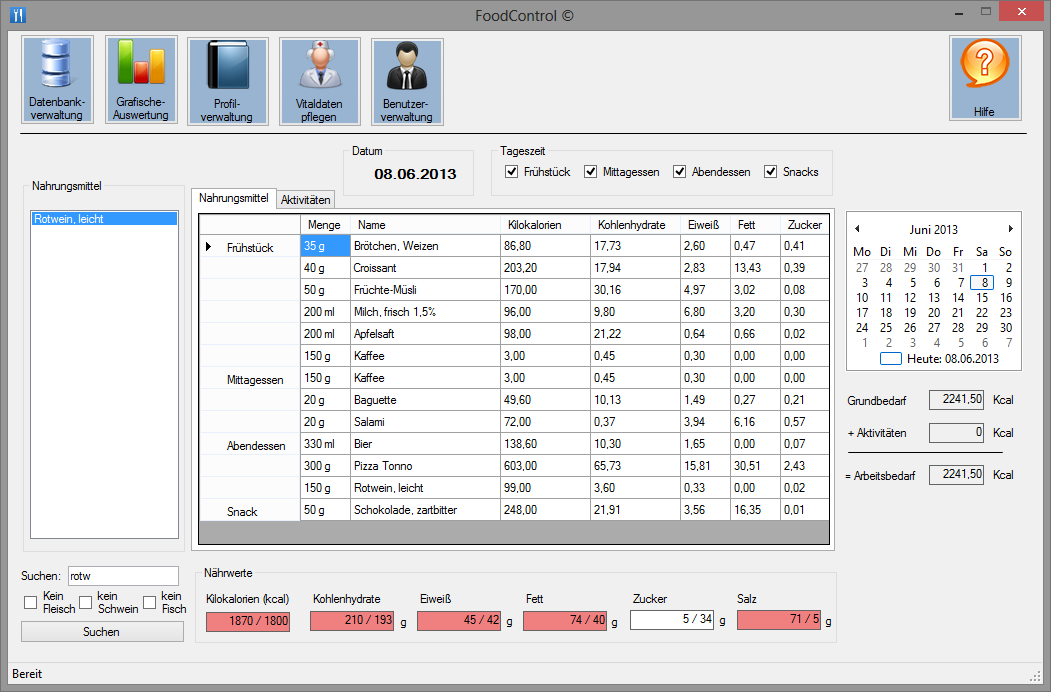 FoodControl ©
Datenbank-
verwaltung
Grafische-
Auswertung
Profil-
verwaltung
Vitaldaten
pflegen
Benutzer-
verwaltung
Hilfe
Datum
08.06.2013
Tageszeit
Frühstück Mittagessen Abendessen Snacks
Nahrungsmittel
Rotwein, leicht
Nahrungsmittel Aktivitäten
Menge Name Kilokalorien Kohlenhydrate Eiweiß Fett Zucker
Frühstück 35 g Brötchen, Weizen 86,80 17,73 2,60 0,47 0,41
40 g Croissant 203,20 17,94 2,83 13,43 0,39
50 g Früchte-Müsli 170,00 30,16 4,97 3,02 0,08
200 ml Milch, frisch 1,5% 96,00 9,80 6,80 3,20 0,30
200 ml Apfelsaft 98,00 21,22 0,64 0,66 0,02
150 g Kaffee 3,00 0,45 0,30 0,00 0,00
Mittagessen 150 g Kaffee 3,00 0,45 0,30 0,00 0,00
20 g Baguette 49,60 10,13 1,49 0,27 0,21
20 g Salami 72,00 0,37 3,94 6,16 0,57
Abendessen 330 ml Bier 138,60 10,30 1,65 0,00 0,07
300 g Pizza Tonno 603,00 65,73 15,81 30,51 2,43
150 g Rotwein, leicht 99,00 3,60 0,33 0,00 0,02
Snack 50 g Schokolade, zartbitter 248,00 21,91 3,56 16,35 0,01
Juni 2013
Mo Di Mi Do Fr Sa So
27 28 29 30 31 1 2
3 4 5 6 7 8 9
10 11 12 13 14 15 16
17 18 19 20 21 22 23
24 25 26 27 28 29 30
1 2 3 4 5 6 7
Heute: 08.06.2013
Grundbedarf 2241,50 Kcal
+ Aktivitäten 0 Kcal
= Arbeitsbedarf 2241,50 Kcal
Suchen: rotw
Kein
Fleisch
kein
Schwein
kein
Fisch
Suchen
Nährwerte
Kilokalorien (kcal) Kohlenhydrate Eiweiß Fett Zucker Salz
1870 / 1800 210 / 193 g 45 / 42 g 74 / 40 g 5 / 34 g 71 / 5 g
Bereit